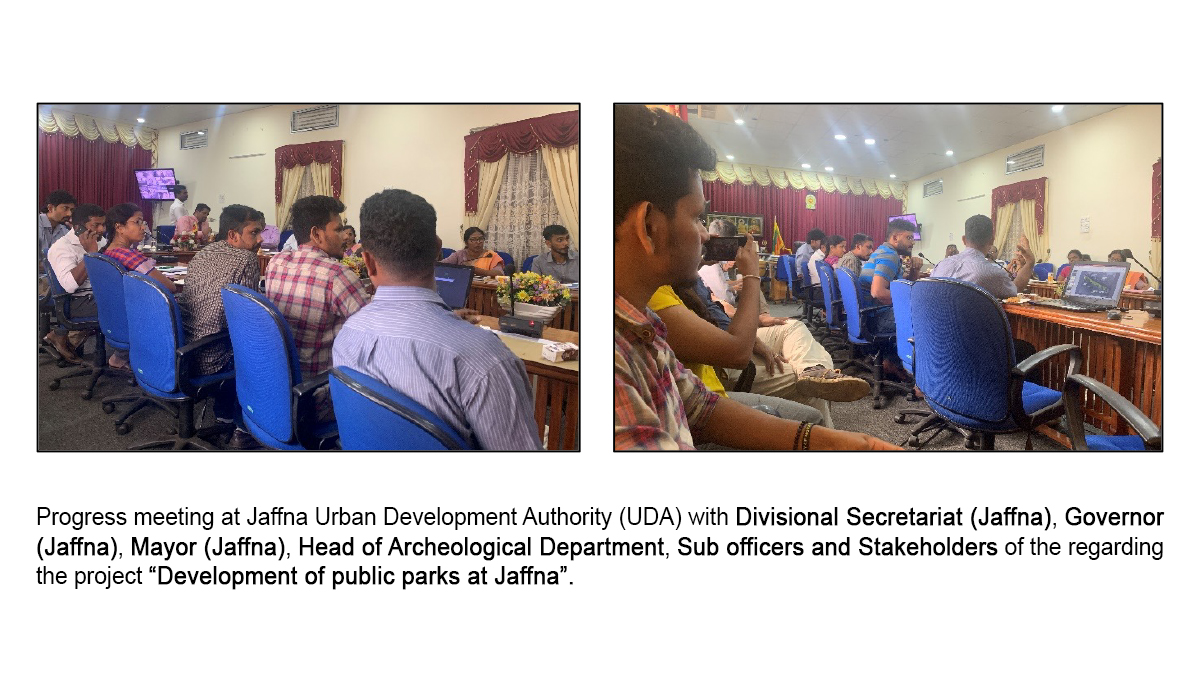 Progress meeting at Jaffna Urban Development Authority (UDA) with Divisional Secretariat (Jaffna), Governor
(Jaffna), Mayor (Jaffna), Head of Archeological Department, Sub officers and Stakeholders of the regarding
the project “Development of public parks at Jaffna”.